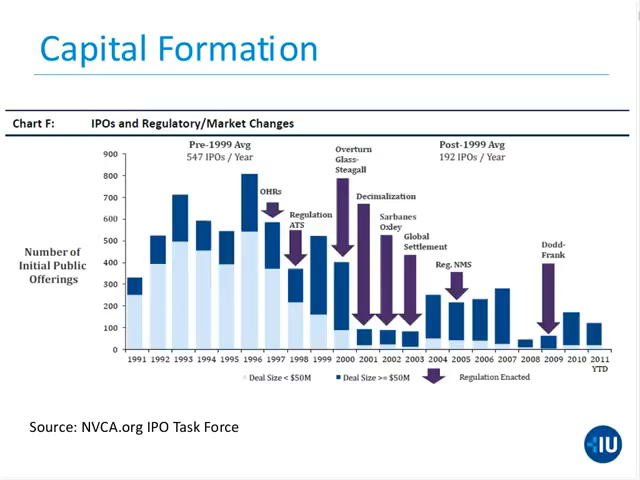 Capital Formation
Chart F: IPOs and Regulatory/Market Changes
Pre-1999 Avg
547 IPOs / Year
Overturn
Glass-
Steagall
Post-1999 Avg
192 IPOs / Year
OHRs
Regulation
ATS
Decimalization
Sarbanes
Oxley
Global
Settlement
Reg. NMS
Dodd-
Frank
Number of
Initial Public
Offerings
900
800
700
600
500
400
300
200
100
0
1991 1992 1993 1994 1995 1996 1997 1998 1999 2000 2001 2002 2003 2004 2005 2006 2007 2008 2009 2010 2011
YTD
Deal Size < $50M Deal Size >= $50M Regulation Enacted
Source: NVCA.org IPO Task Force
IU